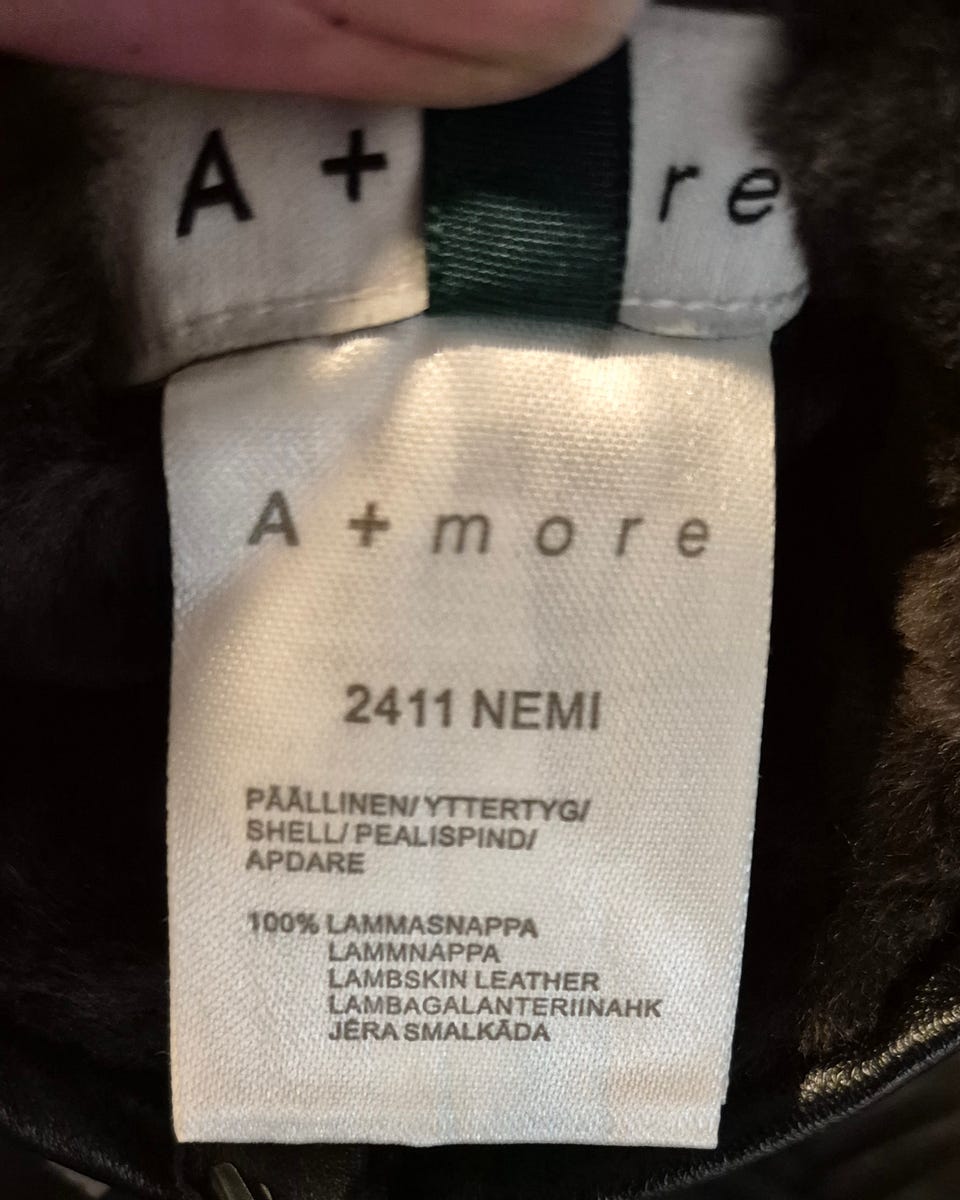 A + re
A + more
2411 NEMI
PÄÄLLINEN/ YTTERTYG/
SHELL/ PEALISPIND/
APDARE
100% LAMMASNAPPA
LAMMNAPPA
LAMBSKIN LEATHER
LAMBAGALANTERIINAHK
JĒRA SMALKĀDA